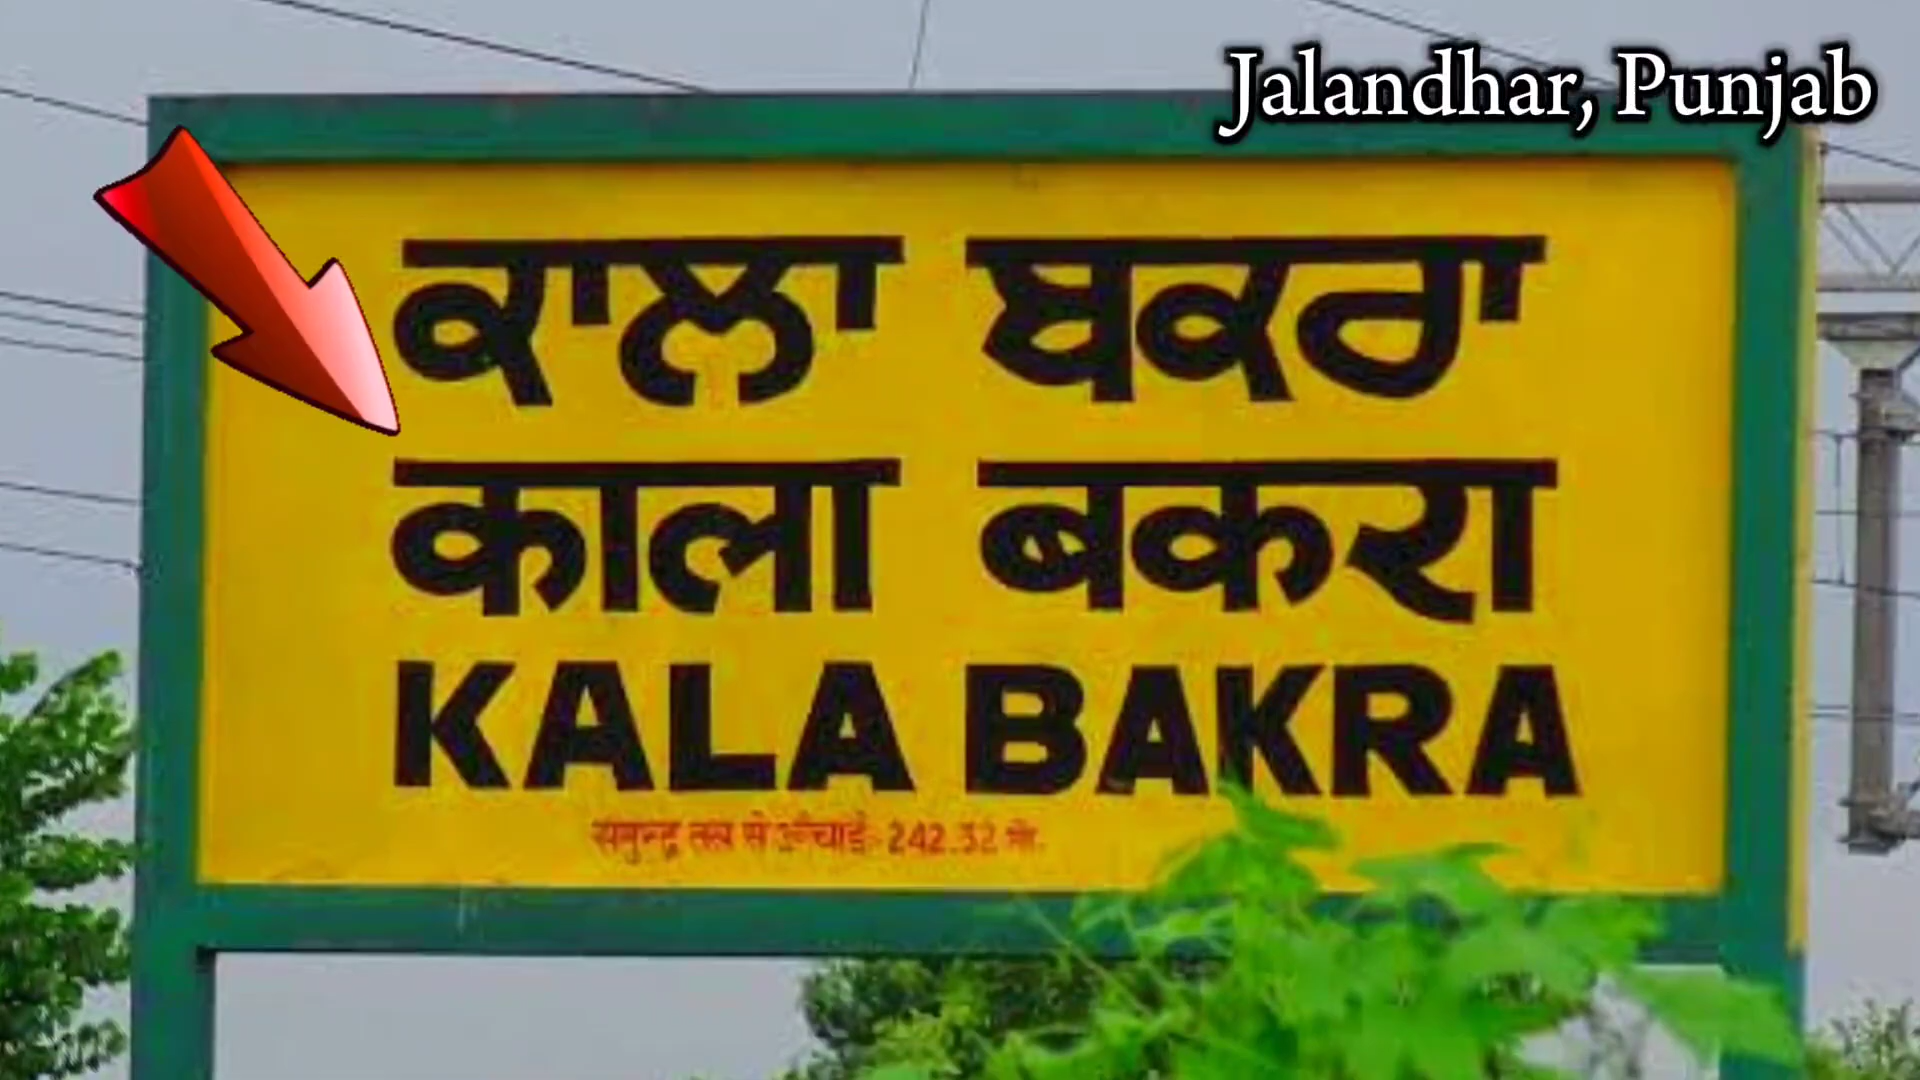 Jalandhar, Punjab
ਕਾਲਾ ਬਕਰਾ
काला बकरा
KALA BAKRA
समुन्द्र तल से ऊँचाई 242.32 मी.